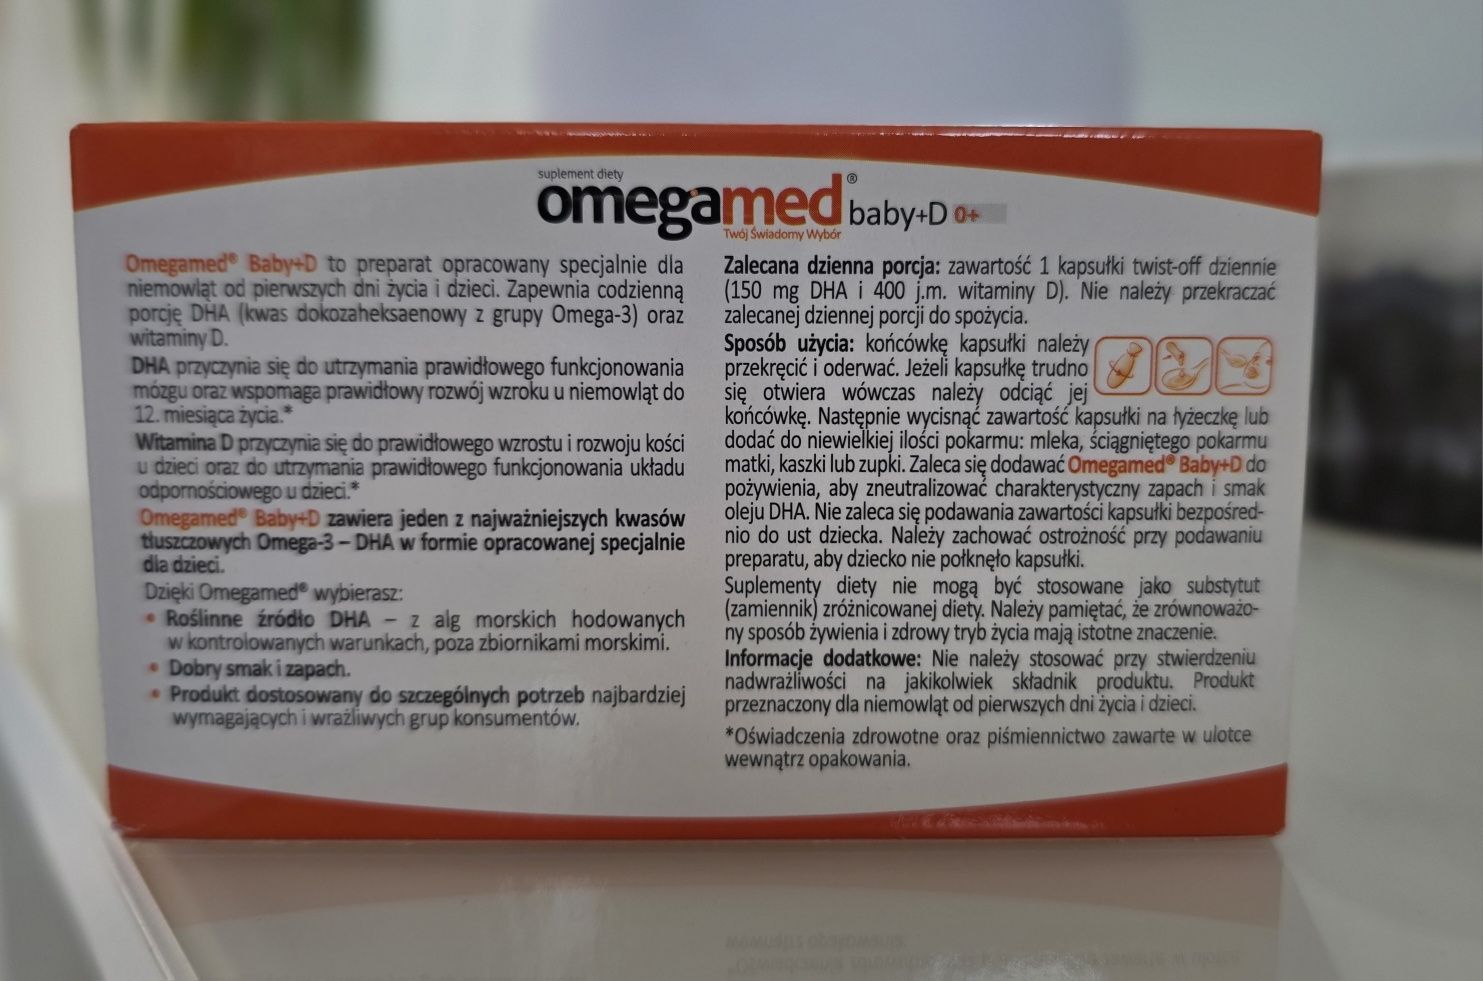 suplement diety
omegamed® baby+D 0+
Twój Świadomy Wybór
Omegamed® Baby+D to preparat opracowany specjalnie dla
niemowląt od pierwszych dni życia i dzieci. Zapewnia codzienną
porcję DHA (kwas dokozaheksaenowy z grupy Omega-3) oraz
witaminy D.
DHA przyczynia się do utrzymania prawidłowego funkcjonowania
mózgu oraz wspomaga prawidłowy rozwój wzroku u niemowląt do
12. miesiąca życia.*
Witamina D przyczynia się do prawidłowego wzrostu i rozwoju kości
u dzieci oraz do utrzymania prawidłowego funkcjonowania układu
odpornościowego u dzieci.*
Omegamed® Baby+D zawiera jeden z najważniejszych kwasów
tłuszczowych Omega-3 – DHA w formie opracowanej specjalnie
dla dzieci.
Dzięki Omegamed® wybierasz:
• Roślinne źródło DHA – z alg morskich hodowanych
w kontrolowanych warunkach, poza zbiornikami morskimi.
• Dobry smak i zapach.
• Produkt dostosowany do szczególnych potrzeb najbardziej
wymagających i wrażliwych grup konsumentów.
Zalecana dzienna porcja: zawartość 1 kapsułki twist-off dziennie
(150 mg DHA i 400 j.m. witaminy D). Nie należy przekraczać
zalecanej dziennej porcji do spożycia.
Sposób użycia: końcówkę kapsułki należy
przekręcić i oderwać. Jeżeli kapsułkę trudno
się otwiera wówczas należy odciąć jej
końcówkę. Następnie wycisnąć zawartość kapsułki na łyżeczkę lub
dodać do niewielkiej ilości pokarmu: mleka, ściągniętego pokarmu
matki, kaszki lub zupki. Zaleca się dodawać Omegamed® Baby+D do
pożywienia, aby zneutralizować charakterystyczny zapach i smak
oleju DHA. Nie zaleca się podawania zawartości kapsułki bezpośred-
nio do ust dziecka. Należy zachować ostrożność przy podawaniu
preparatu, aby dziecko nie połknęło kapsułki.
Suplementy diety nie mogą być stosowane jako substytut
(zamiennik) zróżnicowanej diety. Należy pamiętać, że zrównoważo-
ny sposób żywienia i zdrowy tryb życia mają istotne znaczenie.
Informacje dodatkowe: Nie należy stosować przy stwierdzeniu
nadwrażliwości na jakikolwiek składnik produktu. Produkt
przeznaczony dla niemowląt od pierwszych dni życia i dzieci.
*Oświadczenia zdrowotne oraz piśmiennictwo zawarte w ulotce
wewnątrz opakowania.